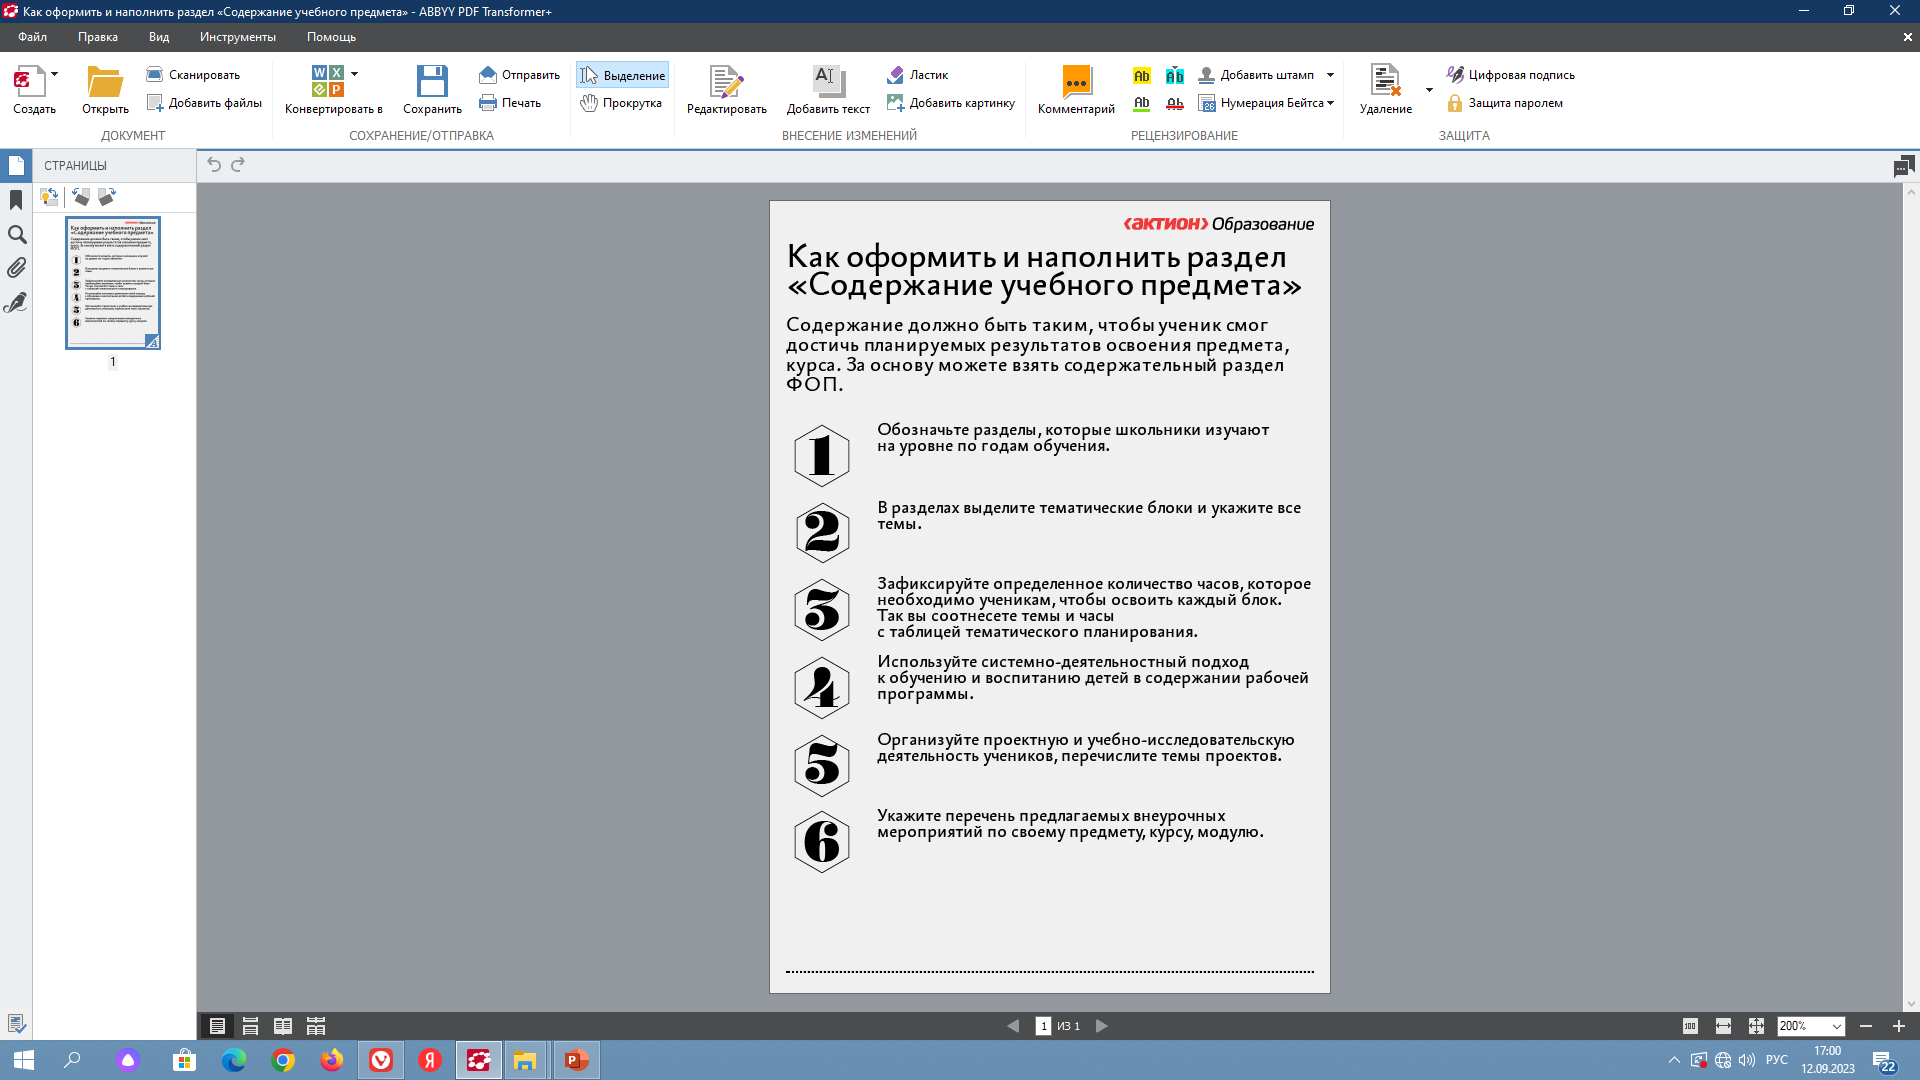 Как оформить и наполнить раздел «Содержание учебного предмета» - ABBYY PDF Transformer+
Файл Правка Вид Инструменты Помощь
Создать
Открыть
Сканировать
Добавить файлы
ДОКУМЕНТ
W X
e P
Конвертировать в
Сохранить
Отправить
Печать
СОХРАНЕНИЕ/ОТПРАВКА
Выделение
Прокрутка
Редактировать
Добавить текст
Ластик
Добавить картинку
ВНЕСЕНИЕ ИЗМЕНЕНИЙ
Комментарий
Ab Ab
Ab Ab
Добавить штамп
Нумерация Бейтса
РЕЦЕНЗИРОВАНИЕ
Удаление
Цифровая подпись
Защита паролем
ЗАЩИТА
СТРАНИЦЫ
1
‹АКТИОН› Образование
Как оформить и наполнить раздел
«Содержание учебного предмета»
Содержание должно быть таким, чтобы ученик смог
достичь планируемых результатов освоения предмета,
курса. За основу можете взять содержательный раздел
ФОП.
1
Обозначьте разделы, которые школьники изучают
на уровне по годам обучения.
2
В разделах выделите тематические блоки и укажите все
темы.
3
Зафиксируйте определенное количество часов, которое
необходимо ученикам, чтобы освоить каждый блок.
Так вы соотнесете темы и часы
с таблицей тематического планирования.
4
Используйте системно-деятельностный подход
к обучению и воспитанию детей в содержании рабочей
программы.
5
Организуйте проектную и учебно-исследовательскую
деятельность учеников, перечислите темы проектов.
6
Укажите перечень предлагаемых внеурочных
мероприятий по своему предмету, курсу, модулю.
1 ИЗ 1
200%
РУС
17:00
12.09.2023
22